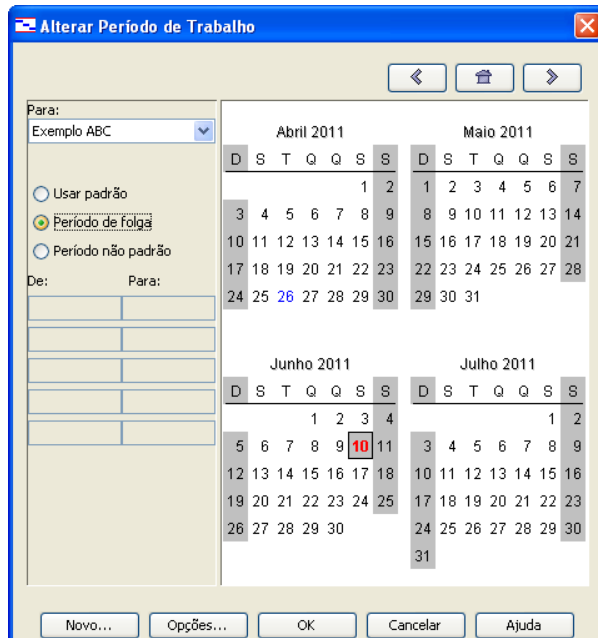 Alterar Período de Trabalho
Para:
Exemplo ABC
Usar padrão
Período de folga
Período não padrão
De: Para:
Abril 2011
D S T Q Q S S
1 2
3 4 5 6 7 8 9
10 11 12 13 14 15 16
17 18 19 20 21 22 23
24 25 26 27 28 29 30
Maio 2011
D S T Q Q S S
1 2 3 4 5 6 7
8 9 10 11 12 13 14
15 16 17 18 19 20 21
22 23 24 25 26 27 28
29 30 31
Junho 2011
D S T Q Q S S
1 2 3 4
5 6 7 8 9 10 11
12 13 14 15 16 17 18
19 20 21 22 23 24 25
26 27 28 29 30
Julho 2011
D S T Q Q S S
1 2
3 4 5 6 7 8 9
10 11 12 13 14 15 16
17 18 19 20 21 22 23
24 25 26 27 28 29 30
31
Novo... Opções... OK Cancelar Ajuda